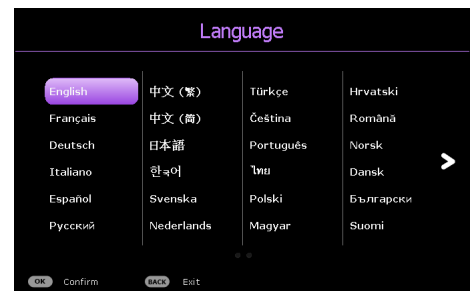 Language
English
Français
Deutsch
Italiano
Español
Русский
中文 (繁)
中文 (简)
日本語
한국어
Svenska
Nederlands
Türkçe
Čeština
Português
ไทย
Polski
Magyar
Hrvatski
Română
Norsk
Dansk
Български
Suomi
OK Confirm
BACK Exit